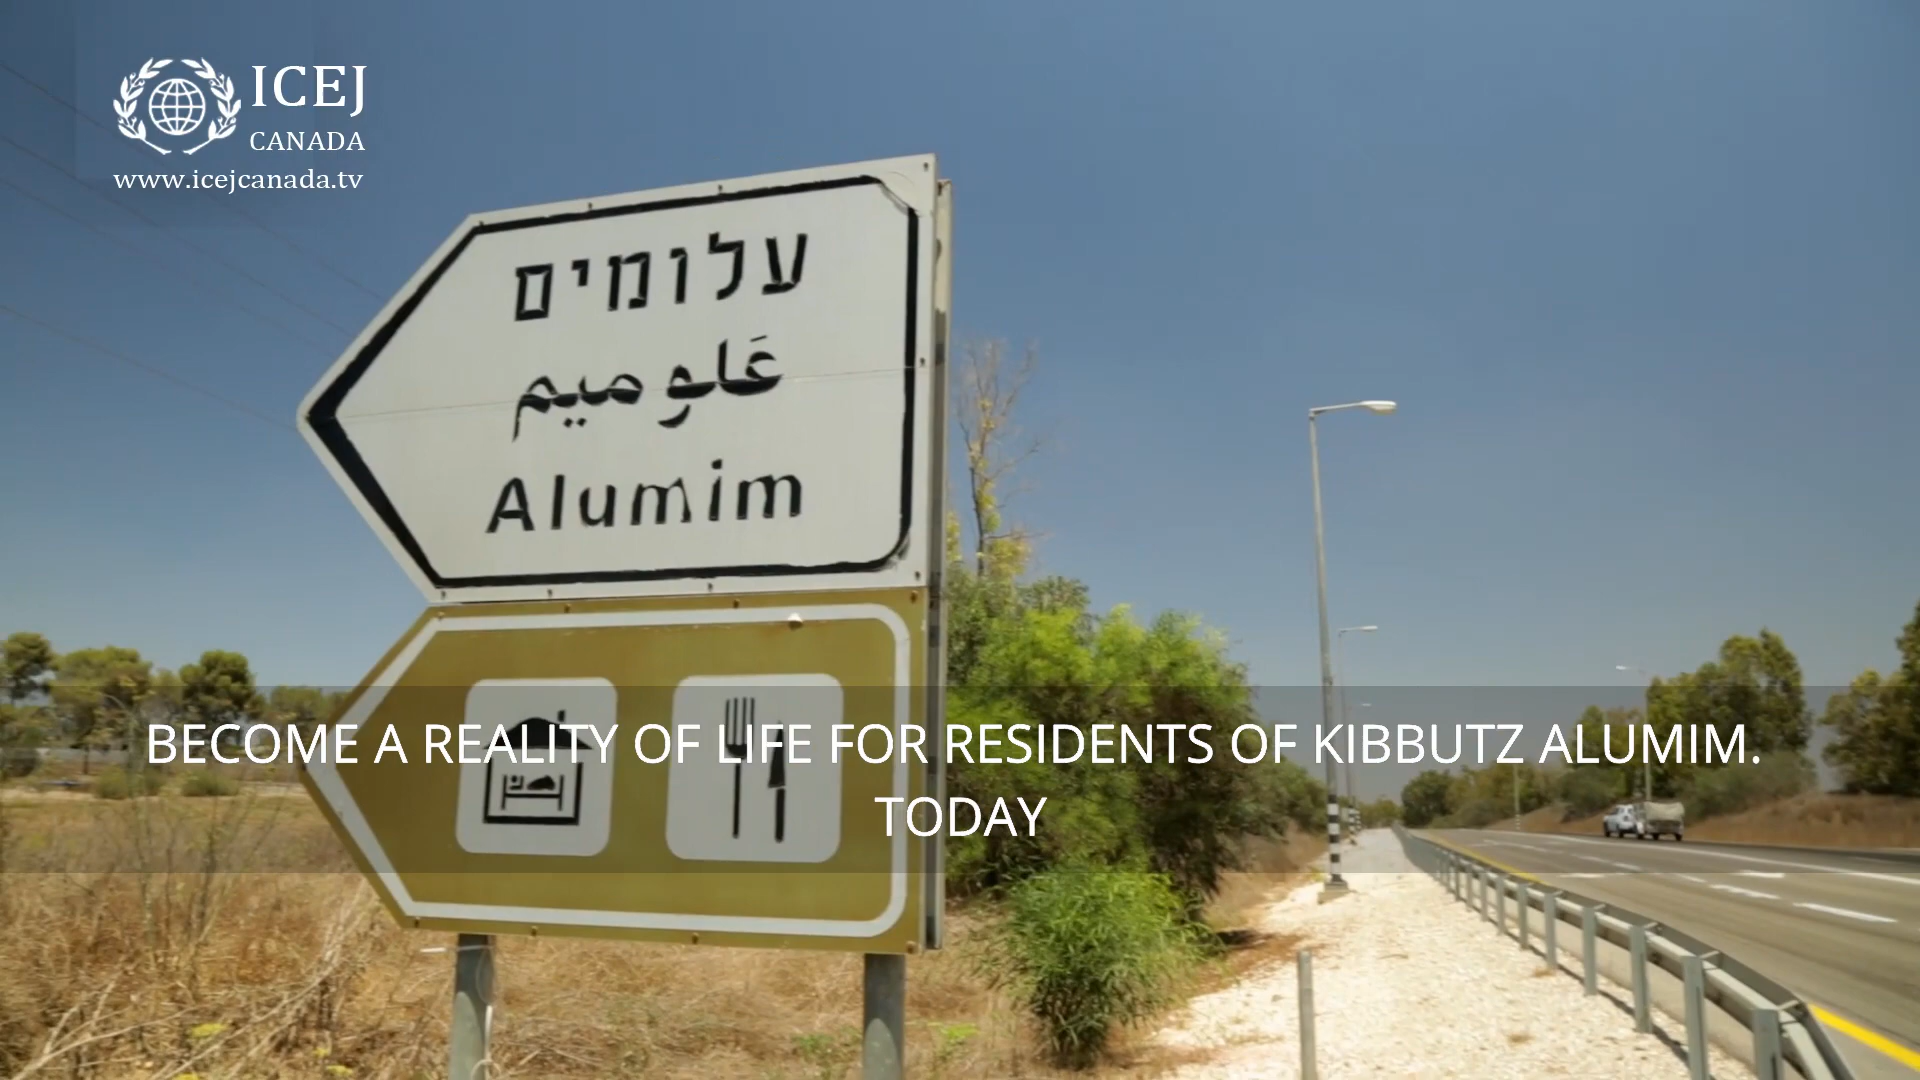 ICEJ
CANADA
www.icejcanada.tv
עלומים
عَلوميم
Alumim
BECOME A REALITY OF LIFE FOR RESIDENTS OF KIBBUTZ ALUMIM.
TODAY